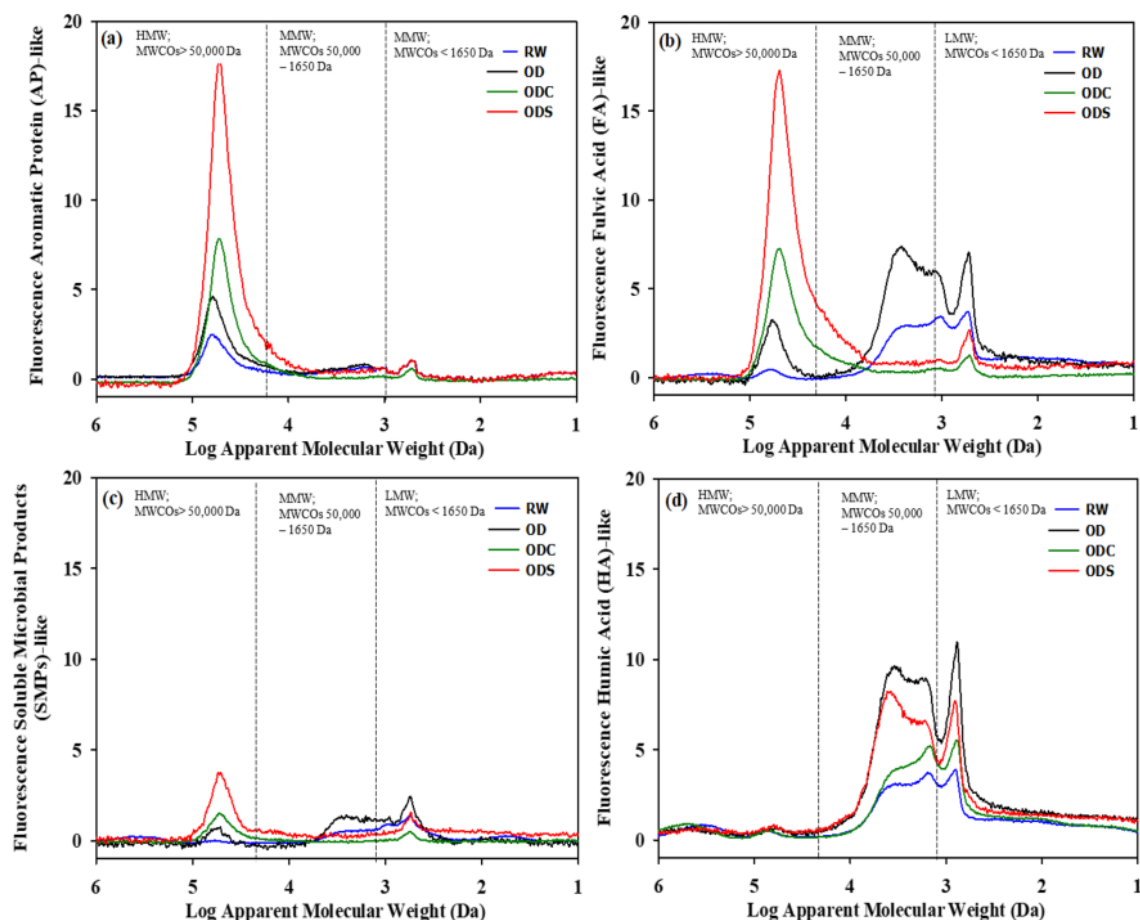 Fluorescence Aromatic Protein (AP)-like
20
15
10
5
0
(a)
HMW;
MWCOs> 50,000 Da
MMW;
MWCOs 50,000
– 1650 Da
MMW;
MWCOs < 1650 Da
RW
OD
ODC
ODS
6 5 4 3 2 1
Log Apparent Molecular Weight (Da)
Fluorescence Fulvic Acid (FA)-like
20
15
10
5
0
(b)
HMW;
MWCOs> 50,000 Da
MMW;
MWCOs 50,000
– 1650 Da
LMW;
MWCOs < 1650 Da
RW
OD
ODC
ODS
6 5 4 3 2 1
Log Apparent Molecular Weight (Da)
Fluorescence Soluble Microbial Products
(SMPs)-like
20
15
10
5
0
(c)
HMW;
MWCOs> 50,000 Da
MMW;
MWCOs 50,000
– 1650 Da
LMW;
MWCOs < 1650 Da
RW
OD
ODC
ODS
6 5 4 3 2 1
Log Apparent Molecular Weight (Da)
Fluorescence Humic Acid (HA)-like
20
15
10
5
0
(d)
HMW;
MWCOs> 50,000 Da
MMW;
MWCOs 50,000
– 1650 Da
LMW;
MWCOs < 1650 Da
RW
OD
ODC
ODS
6 5 4 3 2 1
Log Apparent Molecular Weight (Da)